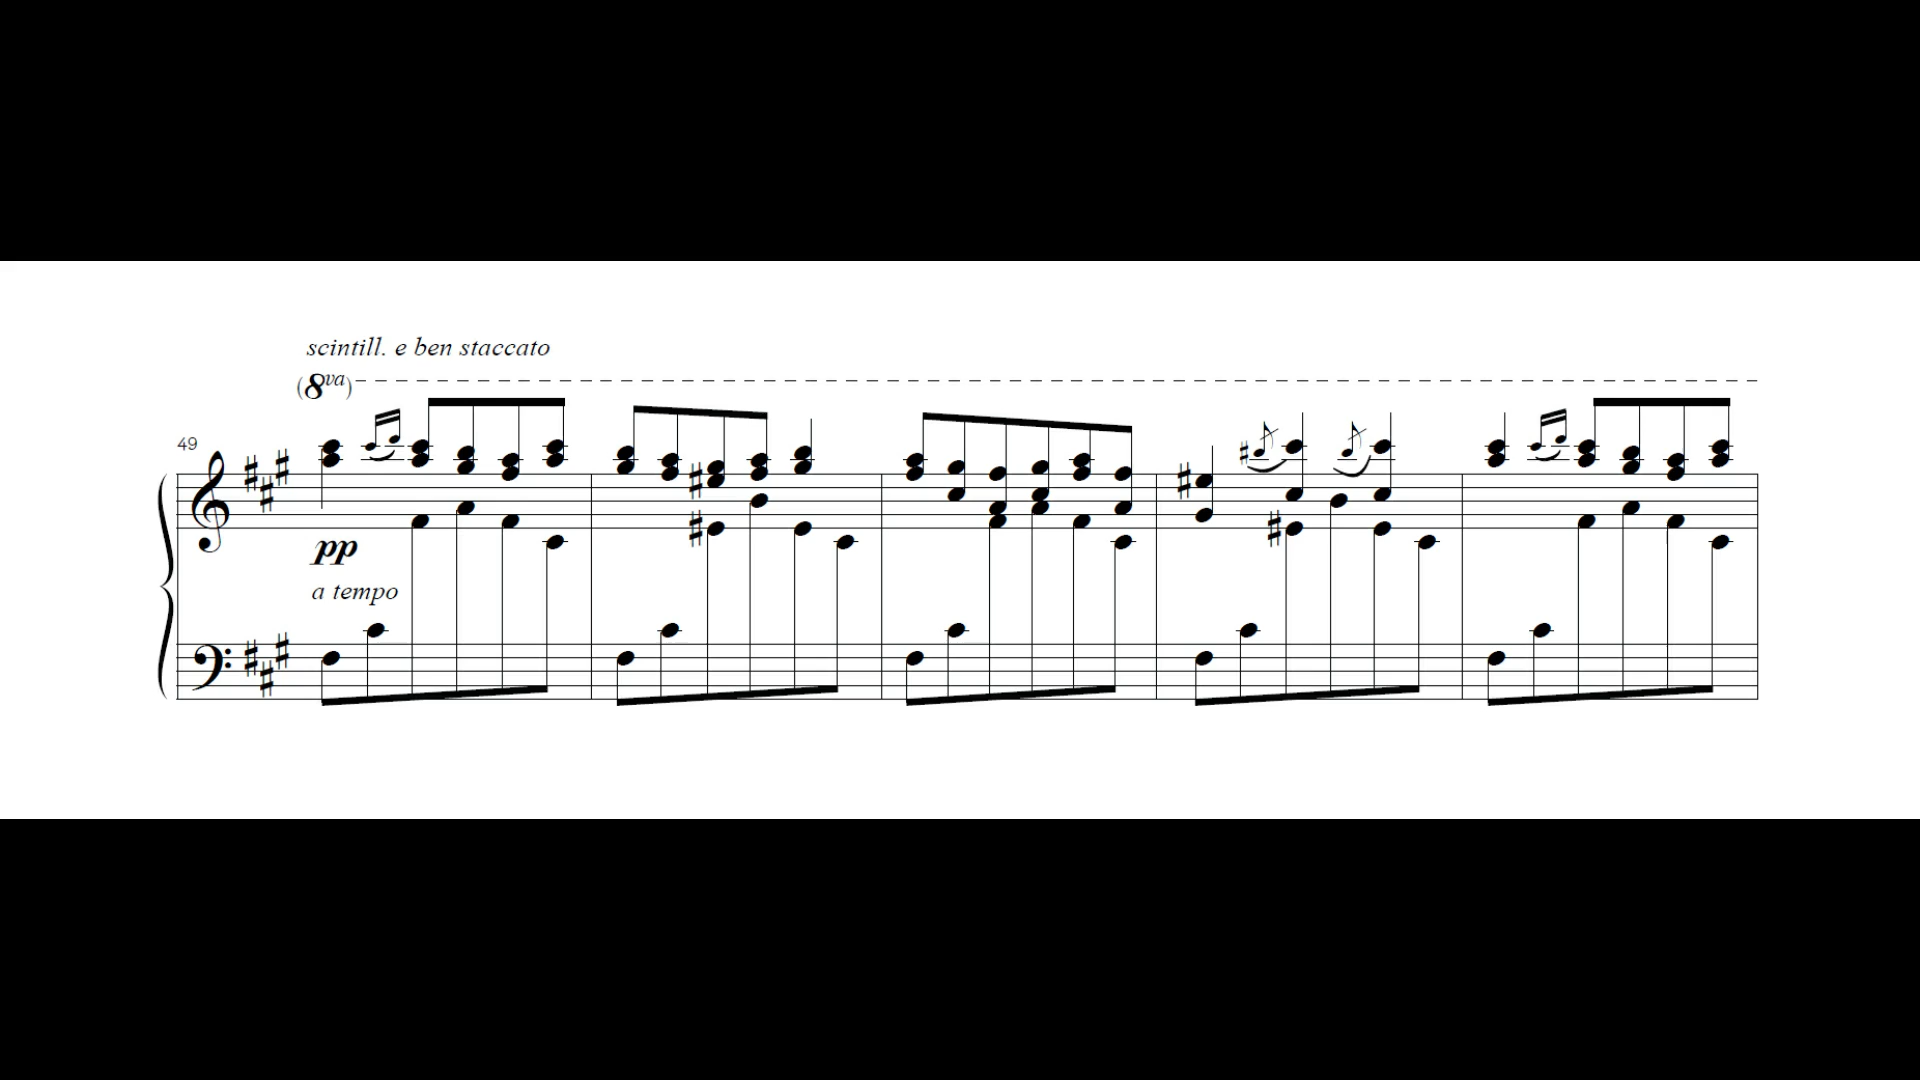 scintill. e ben staccato
(8va)
49
pp
a tempo